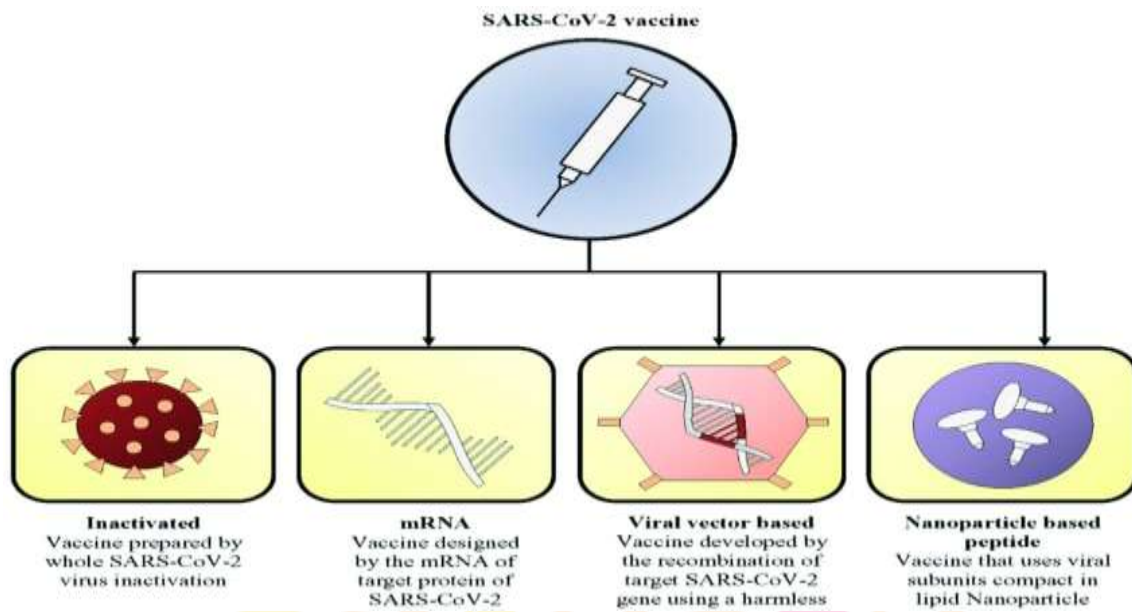 SARS-CoV-2 vaccine
Inactivated
Vaccine prepared by
whole SARS-CoV-2
virus inactivation
mRNA
Vaccine designed
by the mRNA of
target protein of
SARS-CoV-2
Viral vector based
Vaccine developed by
the recombination of
target SARS-CoV-2
gene using a harmless
Nanoparticle based
peptide
Vaccine that uses viral
subunits compact in
lipid Nanoparticle